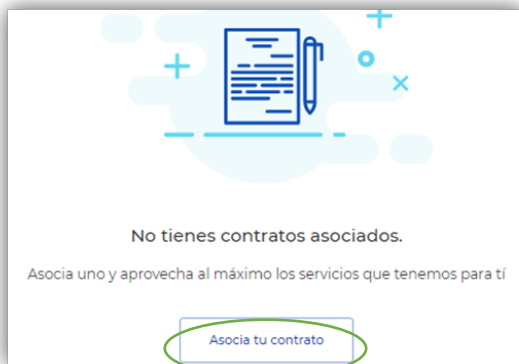 No tienes contratos asociados.
Asocia uno y aprovecha al máximo los servicios que tenemos para tí
Asocia tu contrato